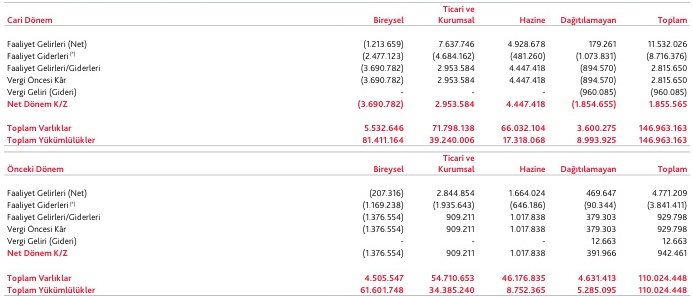 Cari Dönem Bireysel Ticari ve Kurumsal Hazine Dağıtılamayan Toplam
Faaliyet Gelirleri (Net) (1.213.659) 7.637.746 4.928.678 179.261 11.532.026
Faaliyet Giderleri (*) (2.477.123) (4.684.162) (481.260) (1.073.831) (8.716.376)
Faaliyet Gelirleri/Giderleri (3.690.782) 2.953.584 4.447.418 (894.570) 2.815.650
Vergi Öncesi Kâr (3.690.782) 2.953.584 4.447.418 (894.570) 2.815.650
Vergi Geliri (Gider) - - - (960.085) (960.085)
Net Dönem K/Z (3.690.782) 2.953.584 4.447.418 (1.854.655) 1.855.565
Toplam Varlıklar 5.532.646 71.798.138 66.032.104 3.600.275 146.963.163
Toplam Yükümlülükler 81.411.164 39.240.006 17.318.068 8.993.925 146.963.163
Önceki Dönem Bireysel Ticari ve Kurumsal Hazine Dağıtılamayan Toplam
Faaliyet Gelirleri (Net) (207.316) 2.844.854 1.664.024 469.647 4.771.209
Faaliyet Giderleri (*) (1.169.238) (1.935.643) (646.186) (90.344) (3.841.411)
Faaliyet Gelirleri/Giderleri (1.376.554) 909.211 1.017.838 379.303 929.798
Vergi Öncesi Kâr (1.376.554) 909.211 1.017.838 379.303 929.798
Vergi Geliri (Gideri) - - - 12.663 12.663
Net Dönem K/Z (1.376.554) 909.211 1.017.838 391.966 942.461
Toplam Varlıklar 4.505.547 54.710.653 46.176.835 4.631.413 110.024.448
Toplam Yükümlülükler 61.601.748 34.385.240 8.752.365 5.285.095 110.024.448